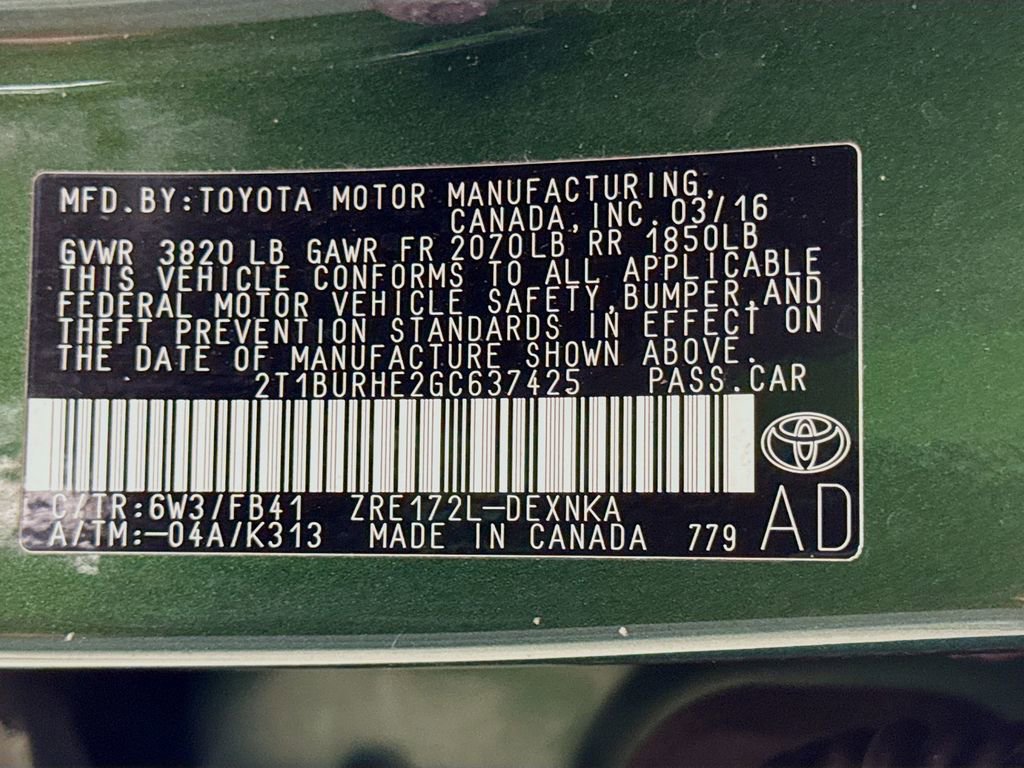 MFD.BY:TOYOTA MOTOR MANUFACTURING,
CANADA,INC.03/16
GVWR 3820LB GAWR FR 2070LB RR 1850LB
THIS VEHICLE CONFORMS TO ALL APPLICABLE
FEDERAL MOTOR VEHICLE SAFETY,BUMPER,AND
THEFT PREVENTION STANDARDS IN EFFECT ON
THE DATE OF MANUFACTURE SHOWN ABOVE.
2T1BURHE2GC637425 PASS.CAR
C/TR:6W3/FB41 ZRE172L-DEXNKA
A/TM:-04A/K313 MADE IN CANADA 779
AD